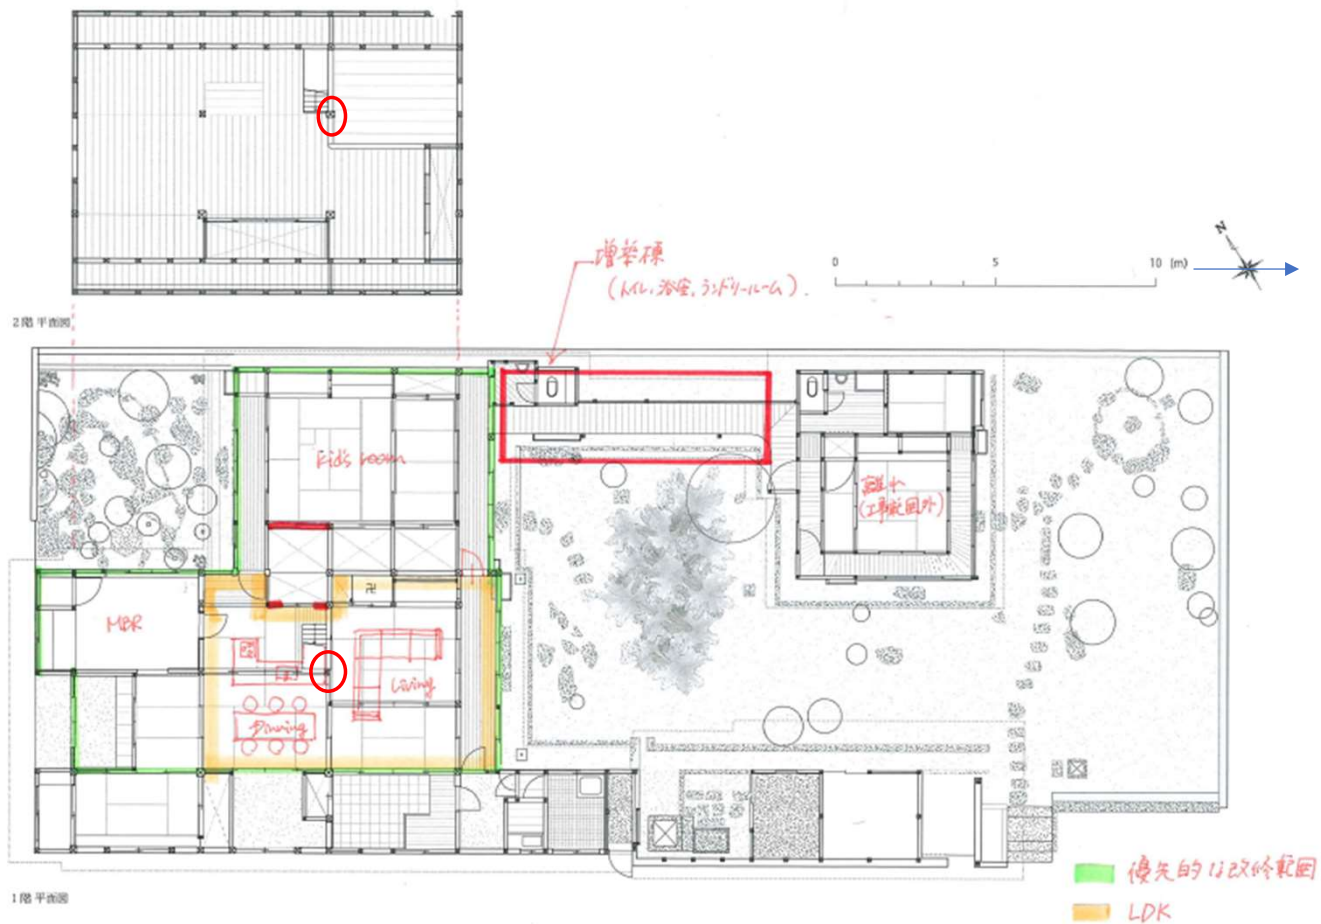 2階 平面図
増築棟
(トイレ、浴室、ランドリールーム).
0 5 10 (m)
N
Kid's room
離れ
(工事範囲外)
卍
MBR
Living
Dining
1階 平面図
優先的な改修範囲
LDK